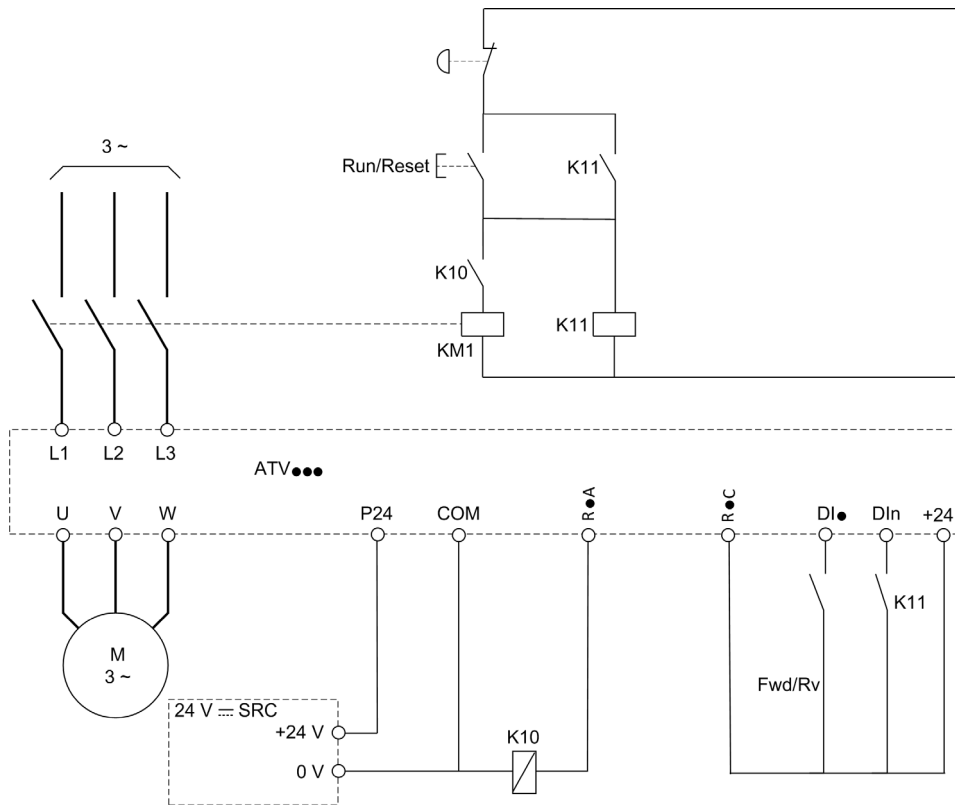 3 ~
Run/Reset
K11
K10
KM1
K11
L1 L2 L3
ATV●●●
U V W P24 COM R●A R●C DI● DIn +24
K11
M
3 ~
Fwd/Rv
24 V ⎓ SRC
+24 V
K10
0 V